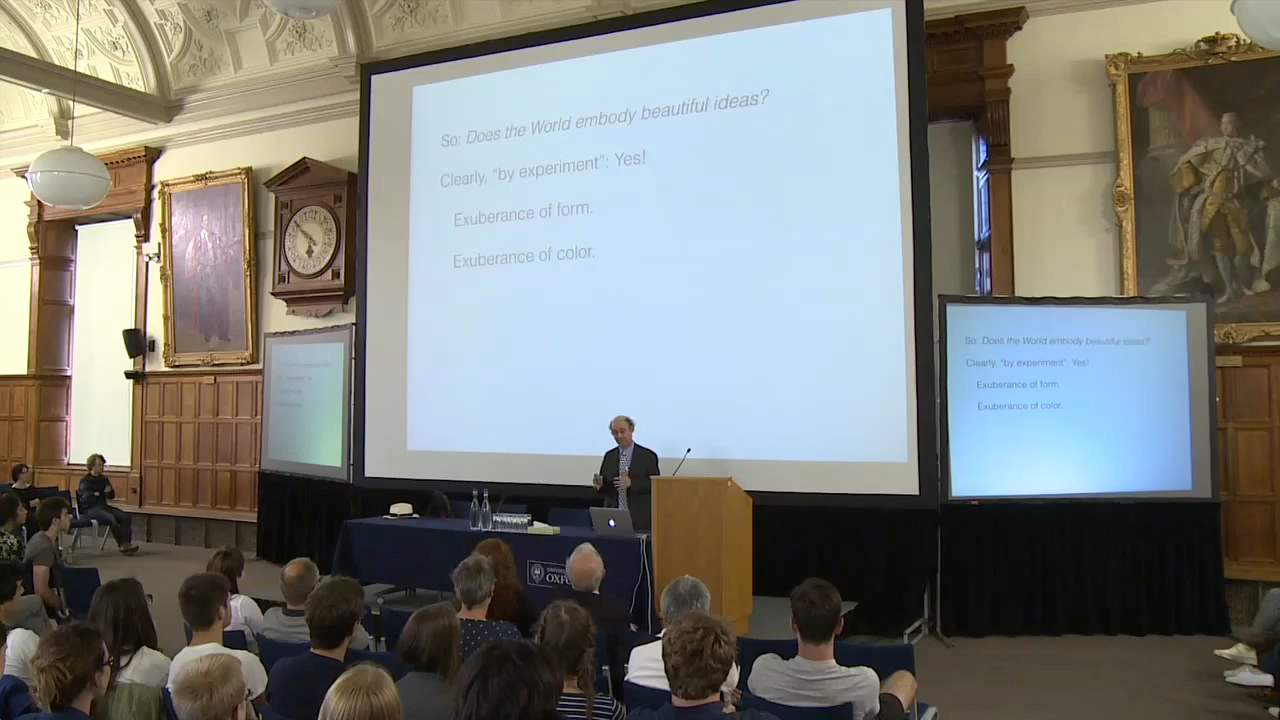 So: Does the World embody beautiful ideas?
Clearly, “by experiment”: Yes!
Exuberance of form.
Exuberance of color.
So: Does the World embody beautiful ideas?
Clearly, “by experiment”: Yes!
Exuberance of form.
Exuberance of color.